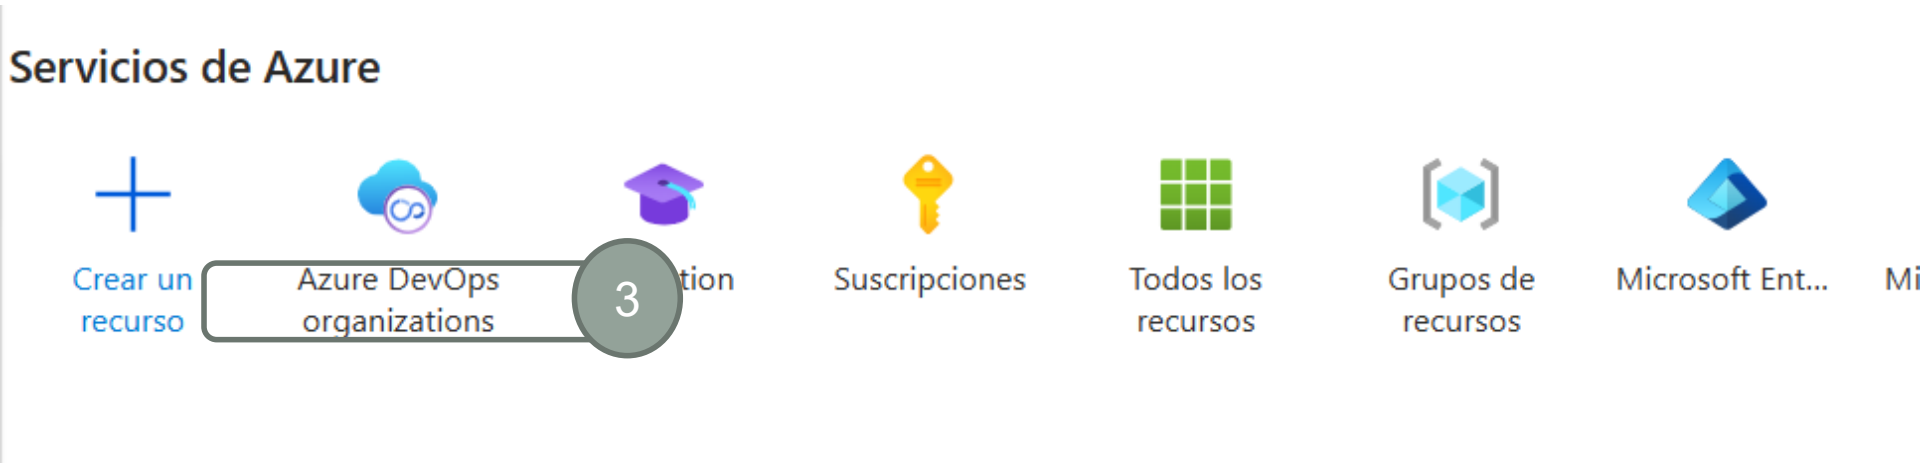 Servicios de Azure
Crear un
recurso
Azure DevOps
organizations
3
tion
Suscripciones
Todos los
recursos
Grupos de
recursos
Microsoft Ent...
Mi